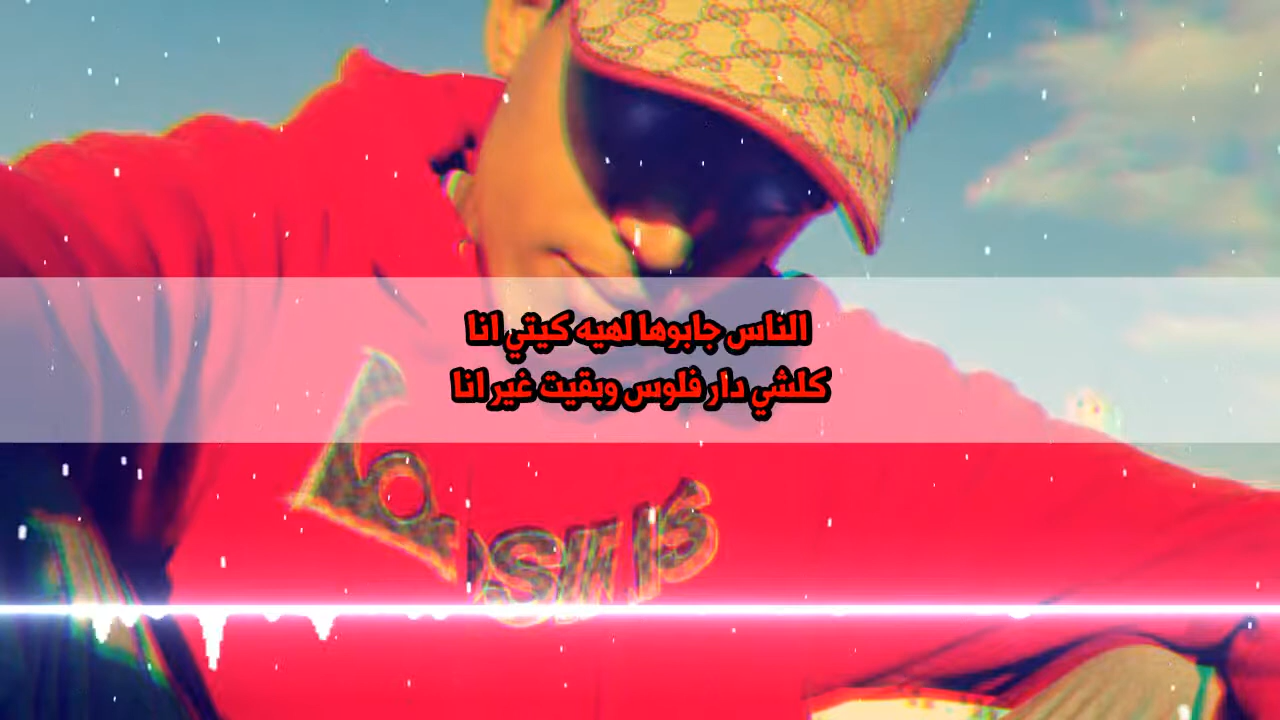 الناس جابوها لهيه كيتي انا
كلشي دار فلوس وبقيت غير انا